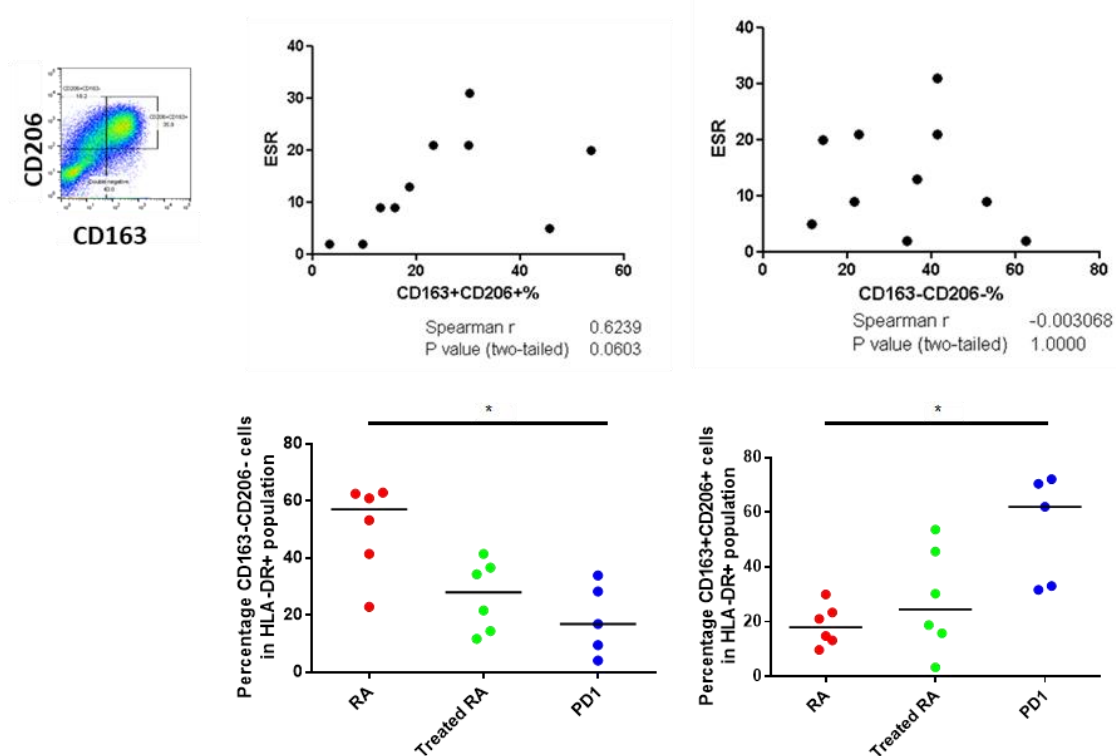 CD206
CD163
40
30
20
10
0
ESR
0 20 40 60
CD163+CD206+%
Spearman r 0.6239
P value (two-tailed) 0.0603
40
30
20
10
0
ESR
0 20 40 60 80
CD163-CD206-%
Spearman r -0.003068
P value (two-tailed) 1.0000
*
80
60
40
20
0
Percentage CD163-CD206- cells
in HLA-DR+ population
RA
Treated RA
PD1
*
80
60
40
20
0
Percentage CD163+CD206+ cells
in HLA-DR+ population
RA
Treated RA
PD1